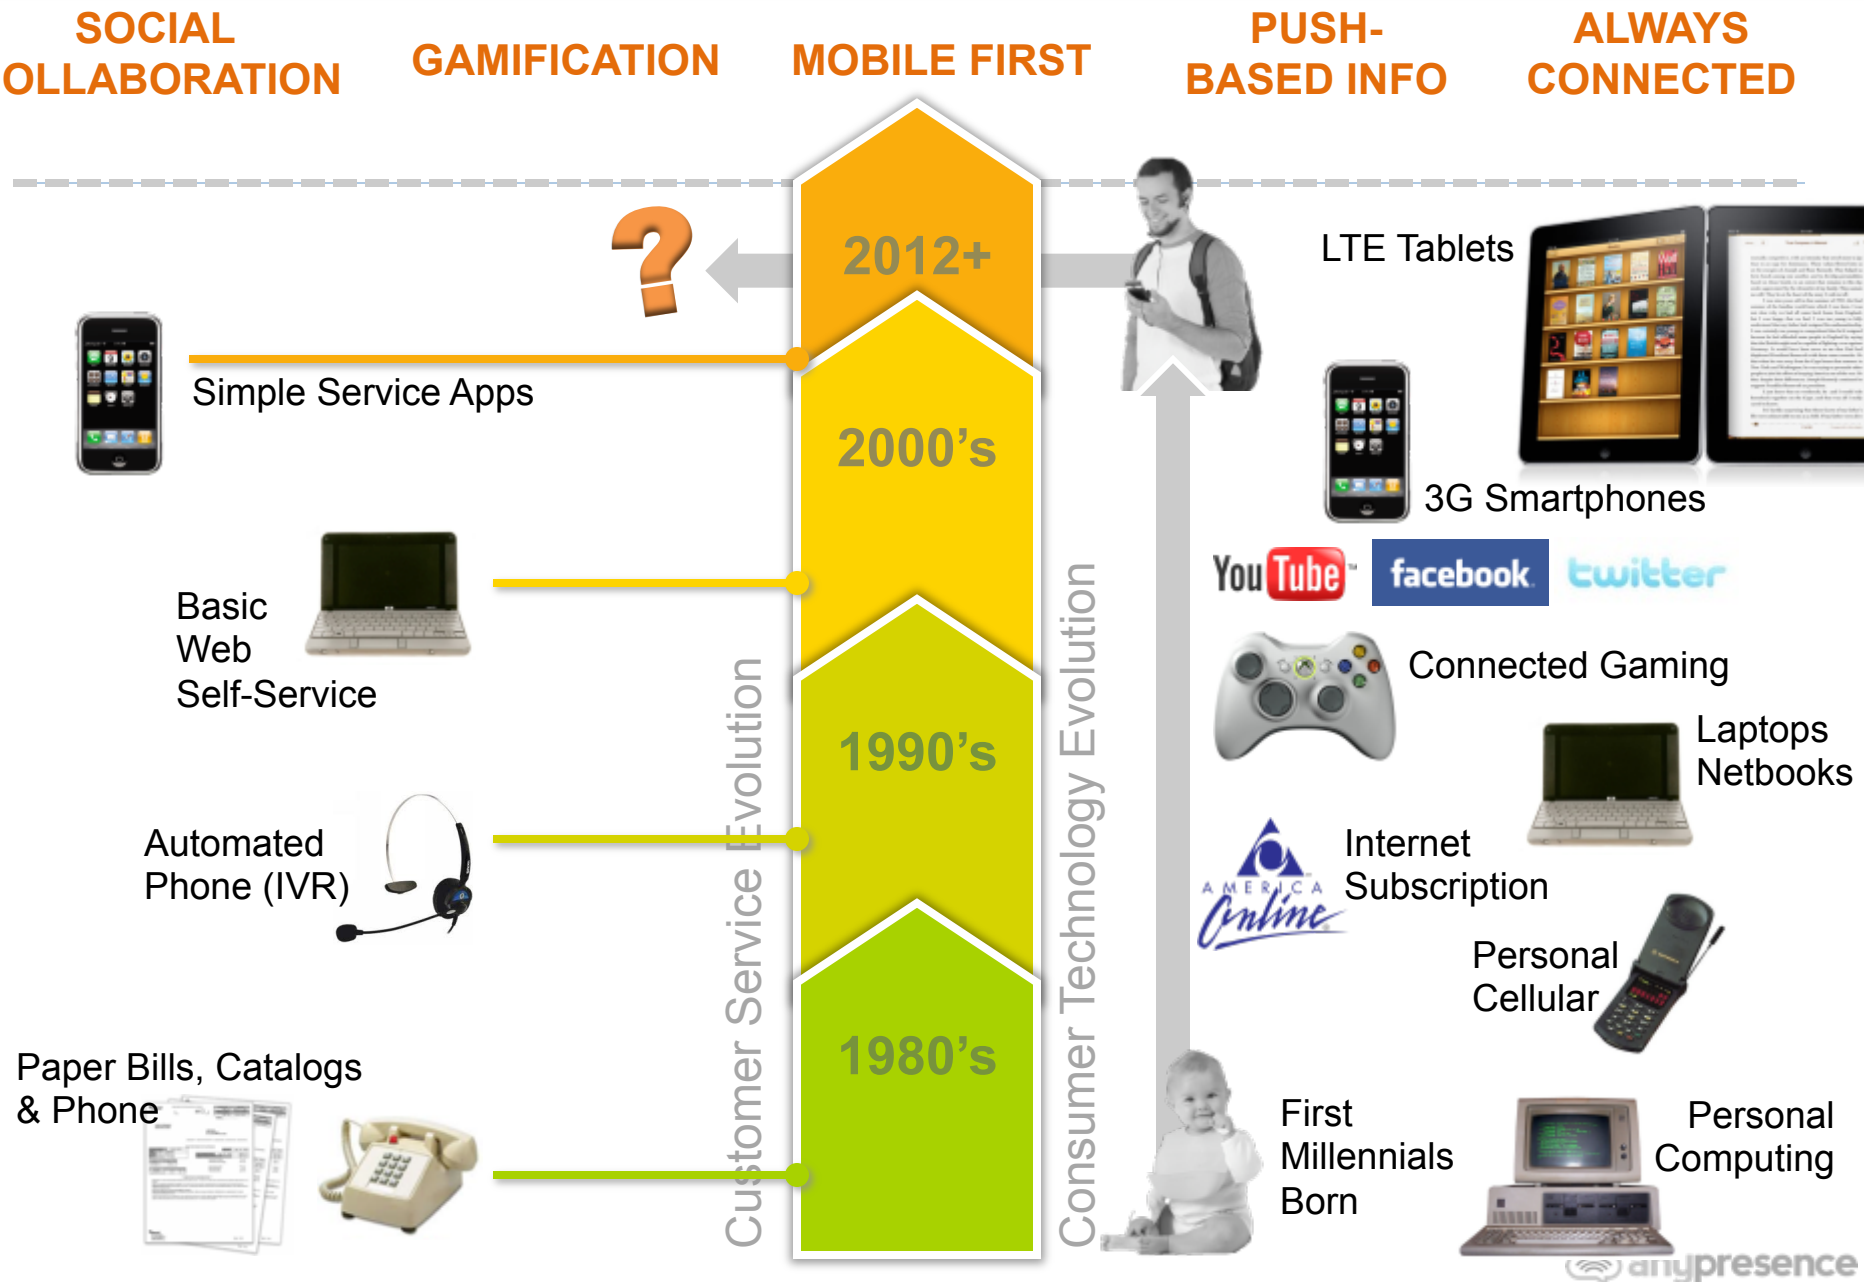 SOCIAL
OLLABORATION
GAMIFICATION
MOBILE FIRST
PUSH-
BASED INFO
ALWAYS
CONNECTED
2012+
2000's
1990's
1980's
Customer Service Evolution
Consumer Technology Evolution
?
Simple Service Apps
Basic
Web
Self-Service
Automated
Phone (IVR)
Paper Bills, Catalogs
& Phone
LTE Tablets
3G Smartphones
YouTube
facebook
twitter
Connected Gaming
Laptops
Netbooks
AMERICA
Online
Internet
Subscription
Personal
Cellular
First
Millennials
Born
Personal
Computing
anypresence